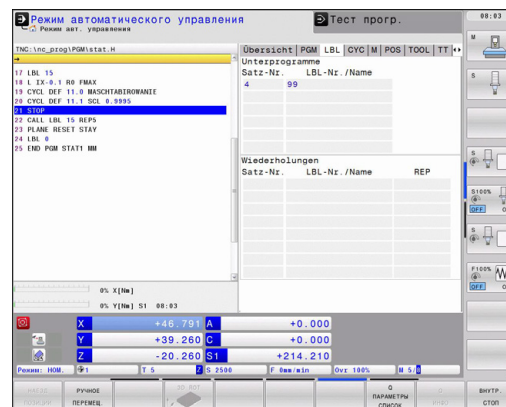 Режим автоматического управления
Режим авт. управления
Тест прогр.
08:03
TNC:\nc_prog\PGM\stat.H
17 LBL 15
18 L IX-0.1 R0 FMAX
19 CYCL DEF 11.0 MASCHTABIROWANIE
20 CYCL DEF 11.1 SCL 0.9995
21 STOP
22 CALL LBL 15 REP5
23 PLANE RESET STAY
24 LBL 0
25 END PGM STAT1 MM
Übersicht PGM LBL CYC M POS TOOL TT
Unterprogramme
Satz-Nr. LBL-Nr./Name
4 99
Wiederholungen
Satz-Nr. LBL-Nr./Name REP
0% X[Nm]
0% Y[Nm] S1 08:03
X +46.791 A +0.000
Y +39.260 C +0.000
Z -20.260 S1 +214.210
Режим: НОМ. 1 T 5 Z S 2500 F 0mm/min Ovr 100% M 5/8
M
S
S
S100%
OFF
S
F100% W
OFF
РУЧНОЕ
ПЕРЕМЕЩ.
3D ROT
Q
ПАРАМЕТРЫ
СПИСОК
ВНУТР.
СТОП